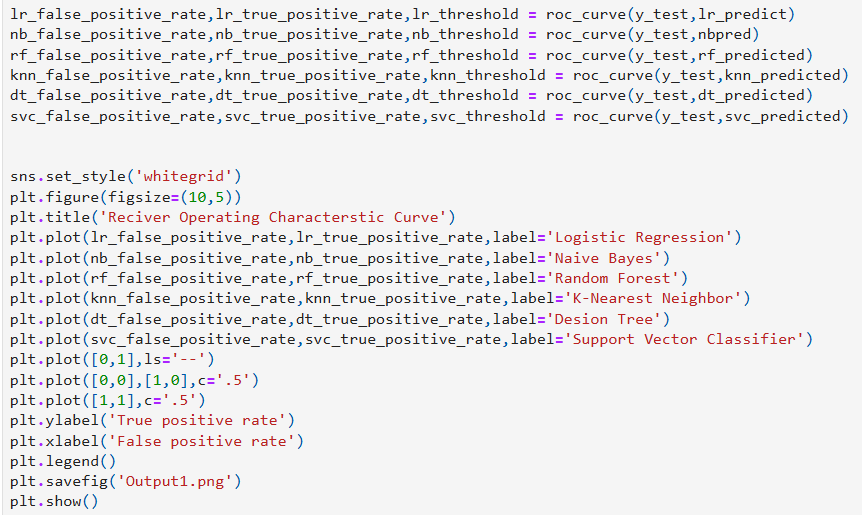 lr_false_positive_rate,lr_true_positive_rate,lr_threshold = roc_curve(y_test,lr_predict)
nb_false_positive_rate,nb_true_positive_rate,nb_threshold = roc_curve(y_test,nbpred)
rf_false_positive_rate,rf_true_positive_rate,rf_threshold = roc_curve(y_test,rf_predicted)
knn_false_positive_rate,knn_true_positive_rate,knn_threshold = roc_curve(y_test,knn_predicted)
dt_false_positive_rate,dt_true_positive_rate,dt_threshold = roc_curve(y_test,dt_predicted)
svc_false_positive_rate,svc_true_positive_rate,svc_threshold = roc_curve(y_test,svc_predicted)
sns.set_style('whitegrid')
plt.figure(figsize=(10,5))
plt.title('Reciver Operating Characterstic Curve')
plt.plot(lr_false_positive_rate,lr_true_positive_rate,label='Logistic Regression')
plt.plot(nb_false_positive_rate,nb_true_positive_rate,label='Naive Bayes')
plt.plot(rf_false_positive_rate,rf_true_positive_rate,label='Random Forest')
plt.plot(knn_false_positive_rate,knn_true_positive_rate,label='K-Nearest Neighbor')
plt.plot(dt_false_positive_rate,dt_true_positive_rate,label='Desion Tree')
plt.plot(svc_false_positive_rate,svc_true_positive_rate,label='Support Vector Classifier')
plt.plot([0,1],ls='--')
plt.plot([0,0],[1,0],c='.5')
plt.plot([1,1],c='.5')
plt.ylabel('True positive rate')
plt.xlabel('False positive rate')
plt.legend()
plt.savefig('Output1.png')
plt.show()